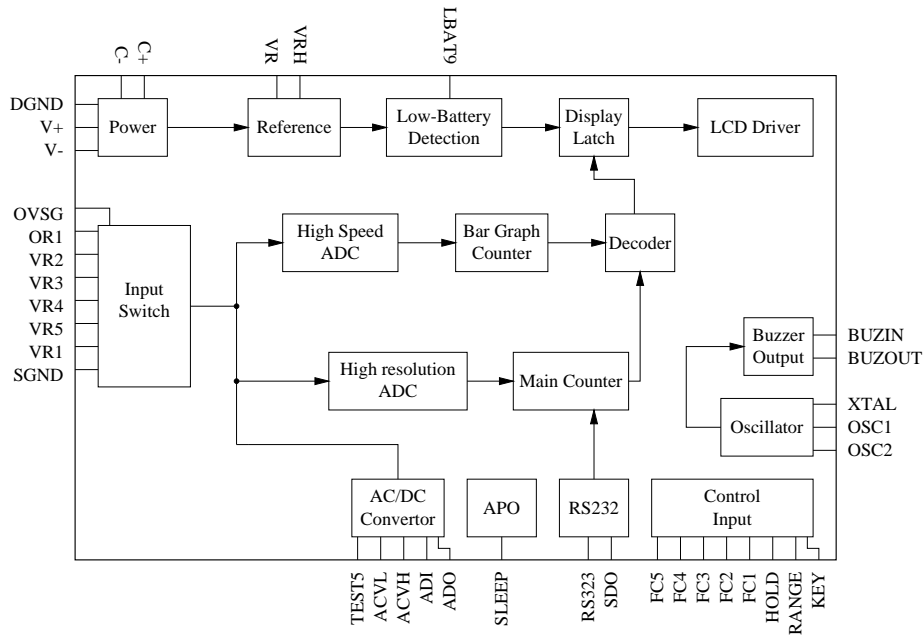 C-
C+
VR
VRH
LBAT9
DGND
V+
V-
Power
Reference
Low-Battery
Detection
Display
Latch
LCD Driver
OVSG
OR1
VR2
VR3
VR4
VR5
VR1
SGND
Input
Switch
High Speed
ADC
Bar Graph
Counter
Decoder
High resolution
ADC
Main Counter
Buzzer
Output
BUZIN
BUZOUT
Oscillator
XTAL
OSC1
OSC2
AC/DC
Convertor
APO
RS232
Control
Input
TEST5
ACVL
ACVH
ADI
ADO
SLEEP
RS323
SDO
FC5
FC4
FC3
FC2
FC1
HOLD
RANGE
KEY